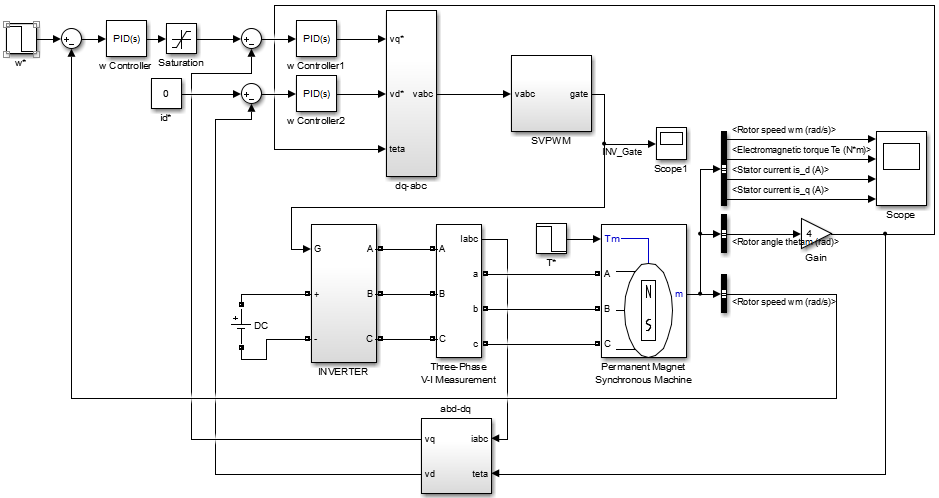 w*
PID(s)
w Controller
Saturation
PID(s)
w Controller1
0
id*
PID(s)
w Controller2
vq*
vd*
vabc
teta
dq-abc
vabc
gate
SVPWM
INV_Gate
Scope1
<Rotor speed wm (rad/s)>
<Electromagnetic torque Te (N*m)>
<Stator current is_d (A)>
<Stator current is_q (A)>
Scope
4
<Rotor angle thetam (rad)>
Gain
<Rotor speed wm (rad/s)>
+
DC
G
+
-
A
B
C
INVERTER
A
B
C
Iabc
a
b
c
Three-Phase
V-I Measurement
T*
Tm
A
B
C
N
S
m
Permanent Magnet
Synchronous Machine
abd-dq
vq
iabc
vd
teta